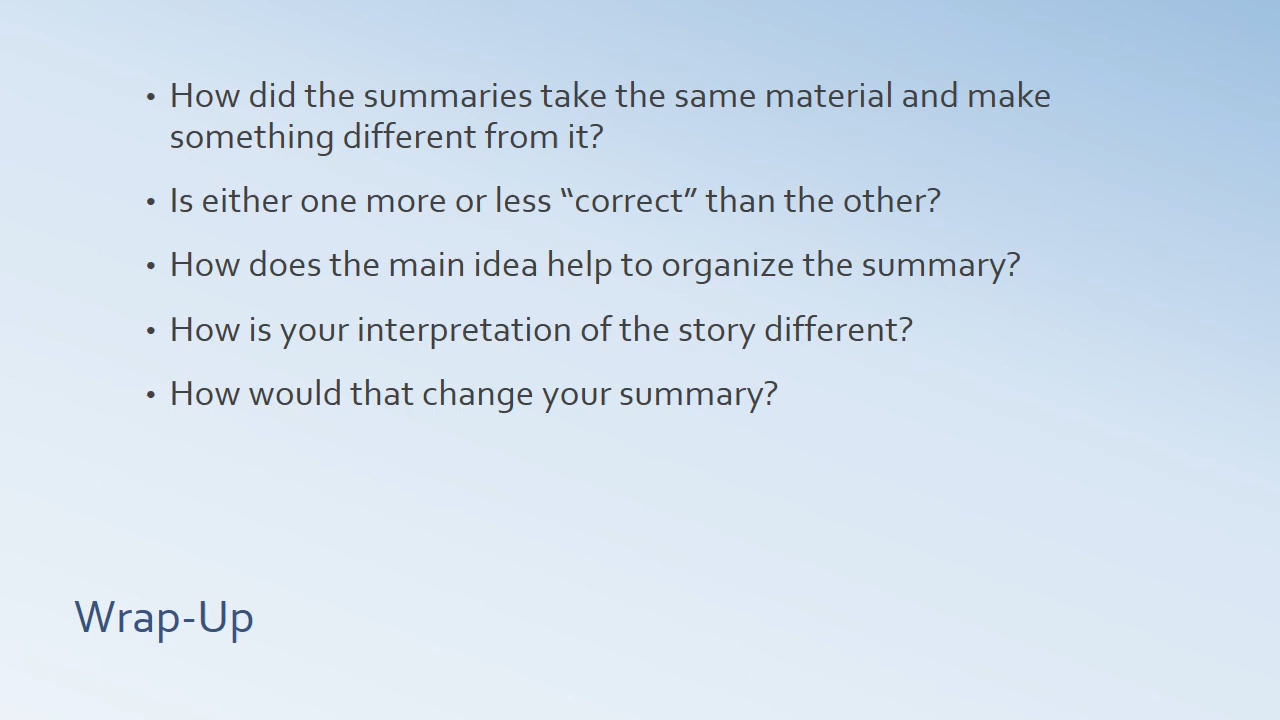 • How did the summaries take the same material and make
something different from it?
• Is either one more or less “correct” than the other?
• How does the main idea help to organize the summary?
• How is your interpretation of the story different?
• How would that change your summary?
Wrap-Up